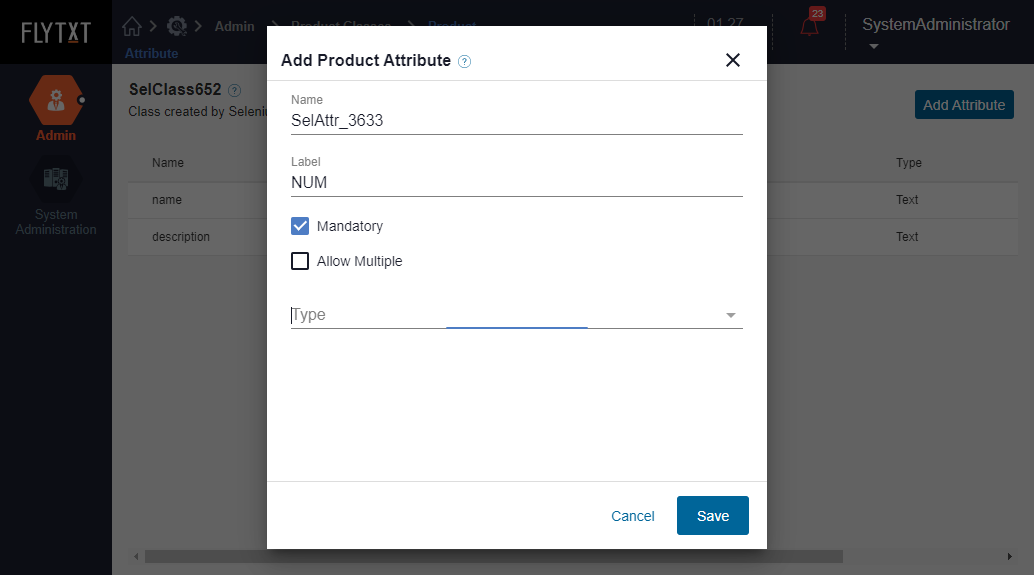 FLYTXT
Admin
Product Classes
Product
Attribute
01.27
23
SystemAdministrator
Admin
System
Administration
SelClass652
Class created by Seleni
Add Attribute
Name
Type
name
Text
description
Text
Add Product Attribute
Name
SelAttr_3633
Label
NUM
Mandatory
Allow Multiple
Type
Cancel
Save